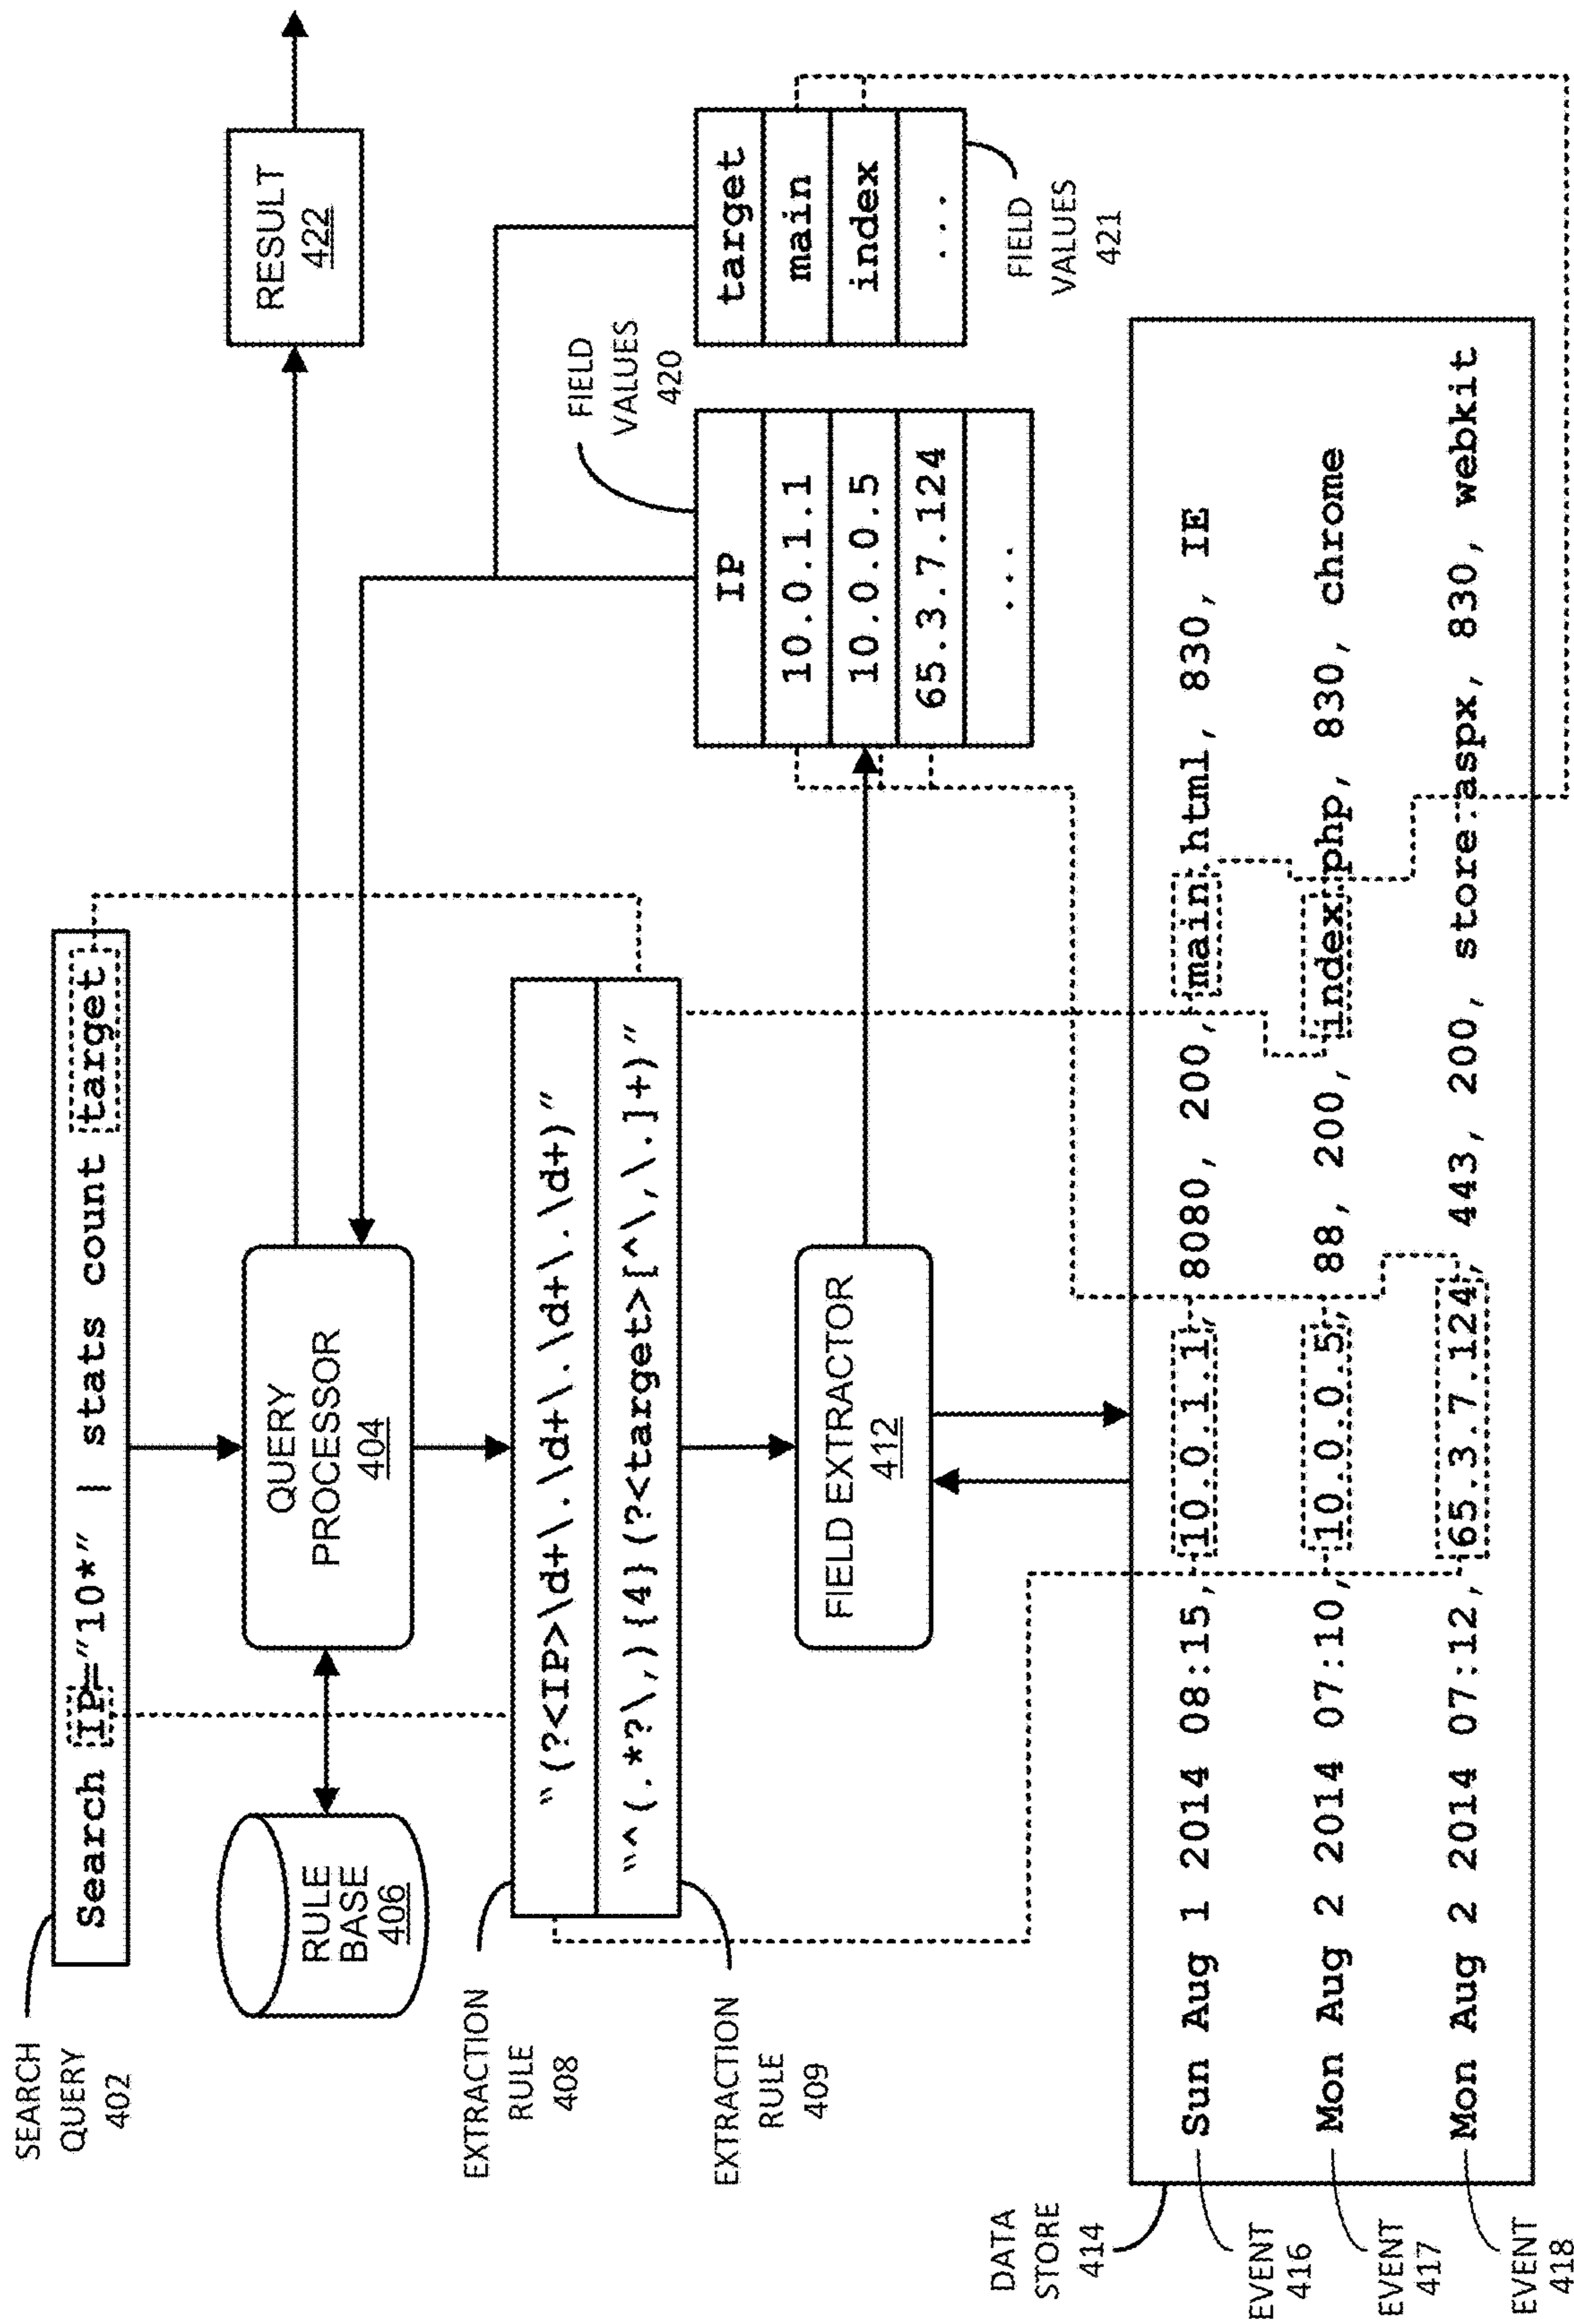 SEARCH
QUERY
402
Search IP="10*" | stats count target
RULE
BASE
406
QUERY
PROCESSOR
404
RESULT
422
EXTRACTION
RULE
408
"(?<IP>\d+\.\d+\.\d+\.\d+)"
"^(.*?\,){4}(?<target>[^\,\.]+)"
EXTRACTION
RULE
409
FIELD EXTRACTOR
412
FIELD
VALUES
420
IP
10.0.1.1
10.0.0.5
65.3.7.124
...
target
main
index
...
FIELD
VALUES
421
DATA
STORE
414
Sun Aug 1 2014 08:15, 10.0.1.1, 8080, 200, main.html, 830, IE
Mon Aug 2 2014 07:10, 10.0.0.5, 88, 200, index.php, 830, chrome
Mon Aug 2 2014 07:12, 65.3.7.124, 443, 200, store.aspx, 830, webkit
EVENT
416
EVENT
417
EVENT
418